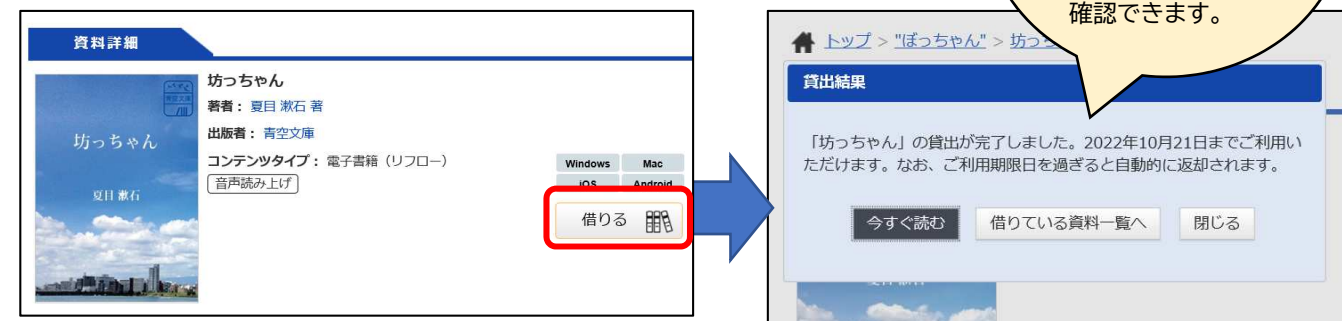 資料詳細
坊っちゃん
夏目 漱石
坊っちゃん
著者： 夏目 漱石 著
出版者： 青空文庫
コンテンツタイプ： 電子書籍（リフロー）
音声読み上げ
Windows Mac
iOS Android
借りる
確認できます。
トップ > "ぼっちゃん" > 坊っ
貸出結果
「坊っちゃん」の貸出が完了しました。2022年10月21日までご利用い
ただけます。なお、ご利用期限日を過ぎると自動的に返却されます。
今すぐ読む 借りている資料一覧へ 閉じる